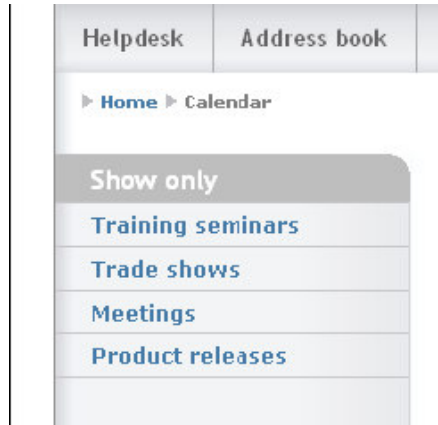 Helpdesk Address book
Home Calendar
Show only
Training seminars
Trade shows
Meetings
Product releases